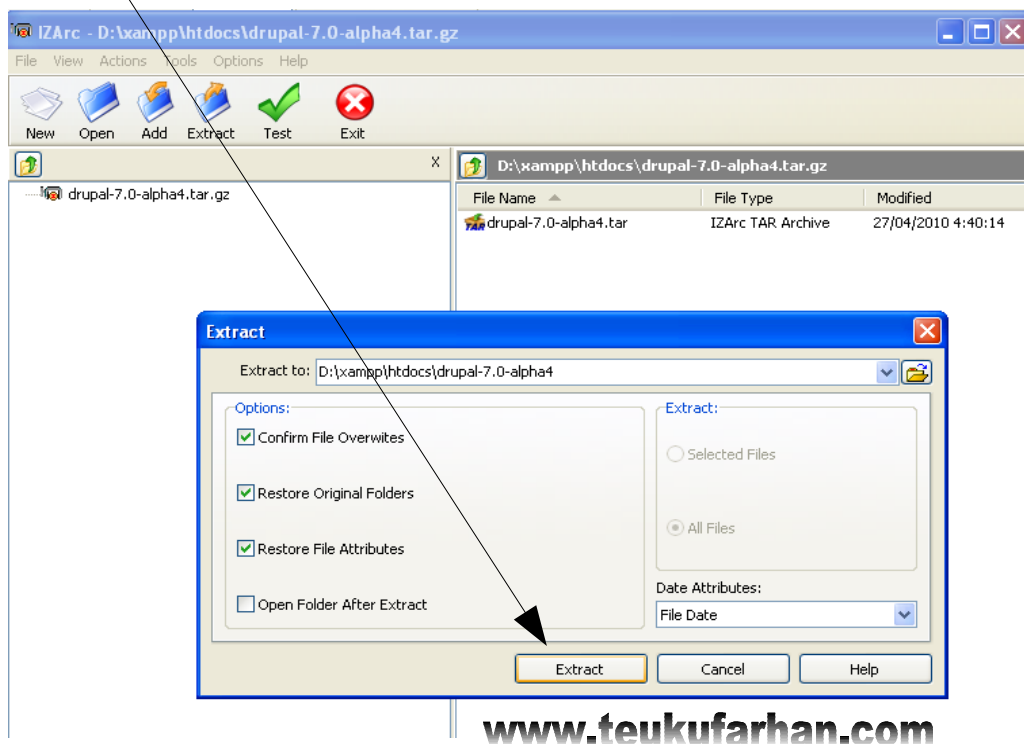 IZArc - D:\xampp\htdocs\drupal-7.0-alpha4.tar.gz
File View Actions Tools Options Help
New Open Add Extract Test Exit
X D:\xampp\htdocs\drupal-7.0-alpha4.tar.gz
drupal-7.0-alpha4.tar.gz
File Name File Type Modified
drupal-7.0-alpha4.tar IZArc TAR Archive 27/04/2010 4:40:14
Extract
Extract to: D:\xampp\htdocs\drupal-7.0-alpha4
Options:
Confirm File Overwites
Restore Original Folders
Restore File Attributes
Open Folder After Extract
Extract:
Selected Files
All Files
Date Attributes:
File Date
Extract Cancel Help
www.teukufarhan.com